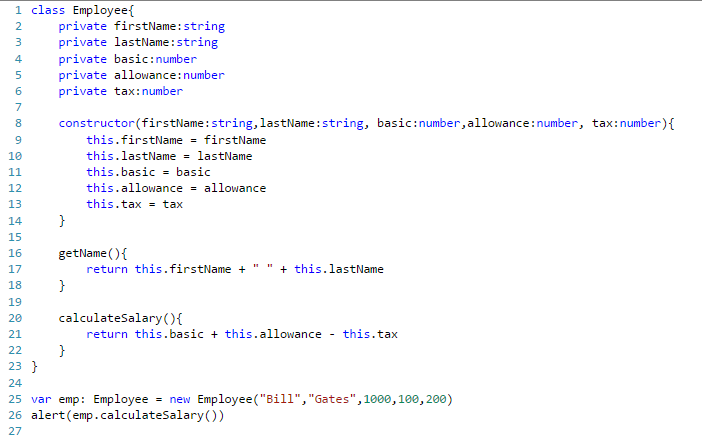 1 class Employee{
2     private firstName:string
3     private lastName:string
4     private basic:number
5     private allowance:number
6     private tax:number
7
8     constructor(firstName:string,lastName:string, basic:number,allowance:number, tax:number){
9         this.firstName = firstName
10         this.lastName = lastName
11         this.basic = basic
12         this.allowance = allowance
13         this.tax = tax
14     }
15
16     getName(){
17         return this.firstName + " " + this.lastName
18     }
19
20     calculateSalary(){
21         return this.basic + this.allowance - this.tax
22     }
23 }
24
25 var emp: Employee = new Employee("Bill","Gates",1000,100,200)
26 alert(emp.calculateSalary())
27